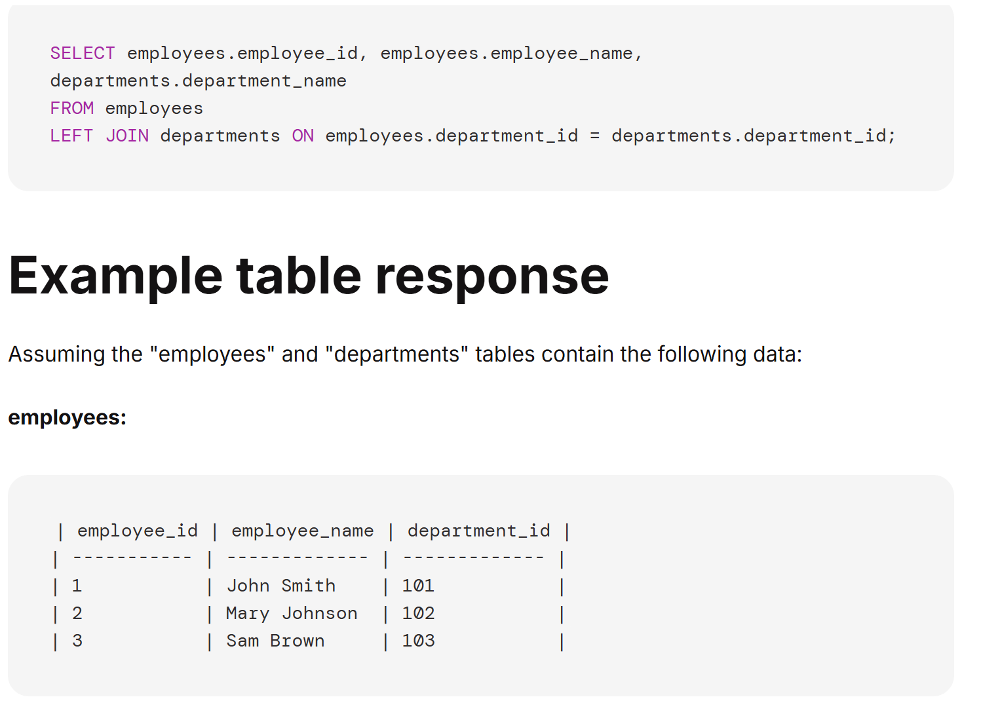 SELECT employees.employee_id, employees.employee_name,
departments.department_name
FROM employees
LEFT JOIN departments ON employees.department_id = departments.department_id;
Example table response
Assuming the "employees" and "departments" tables contain the following data:
employees:
| employee_id | employee_name | department_id |
| ----------- | ------------- | ------------- |
| 1           | John Smith    | 101           |
| 2           | Mary Johnson  | 102           |
| 3           | Sam Brown     | 103           |